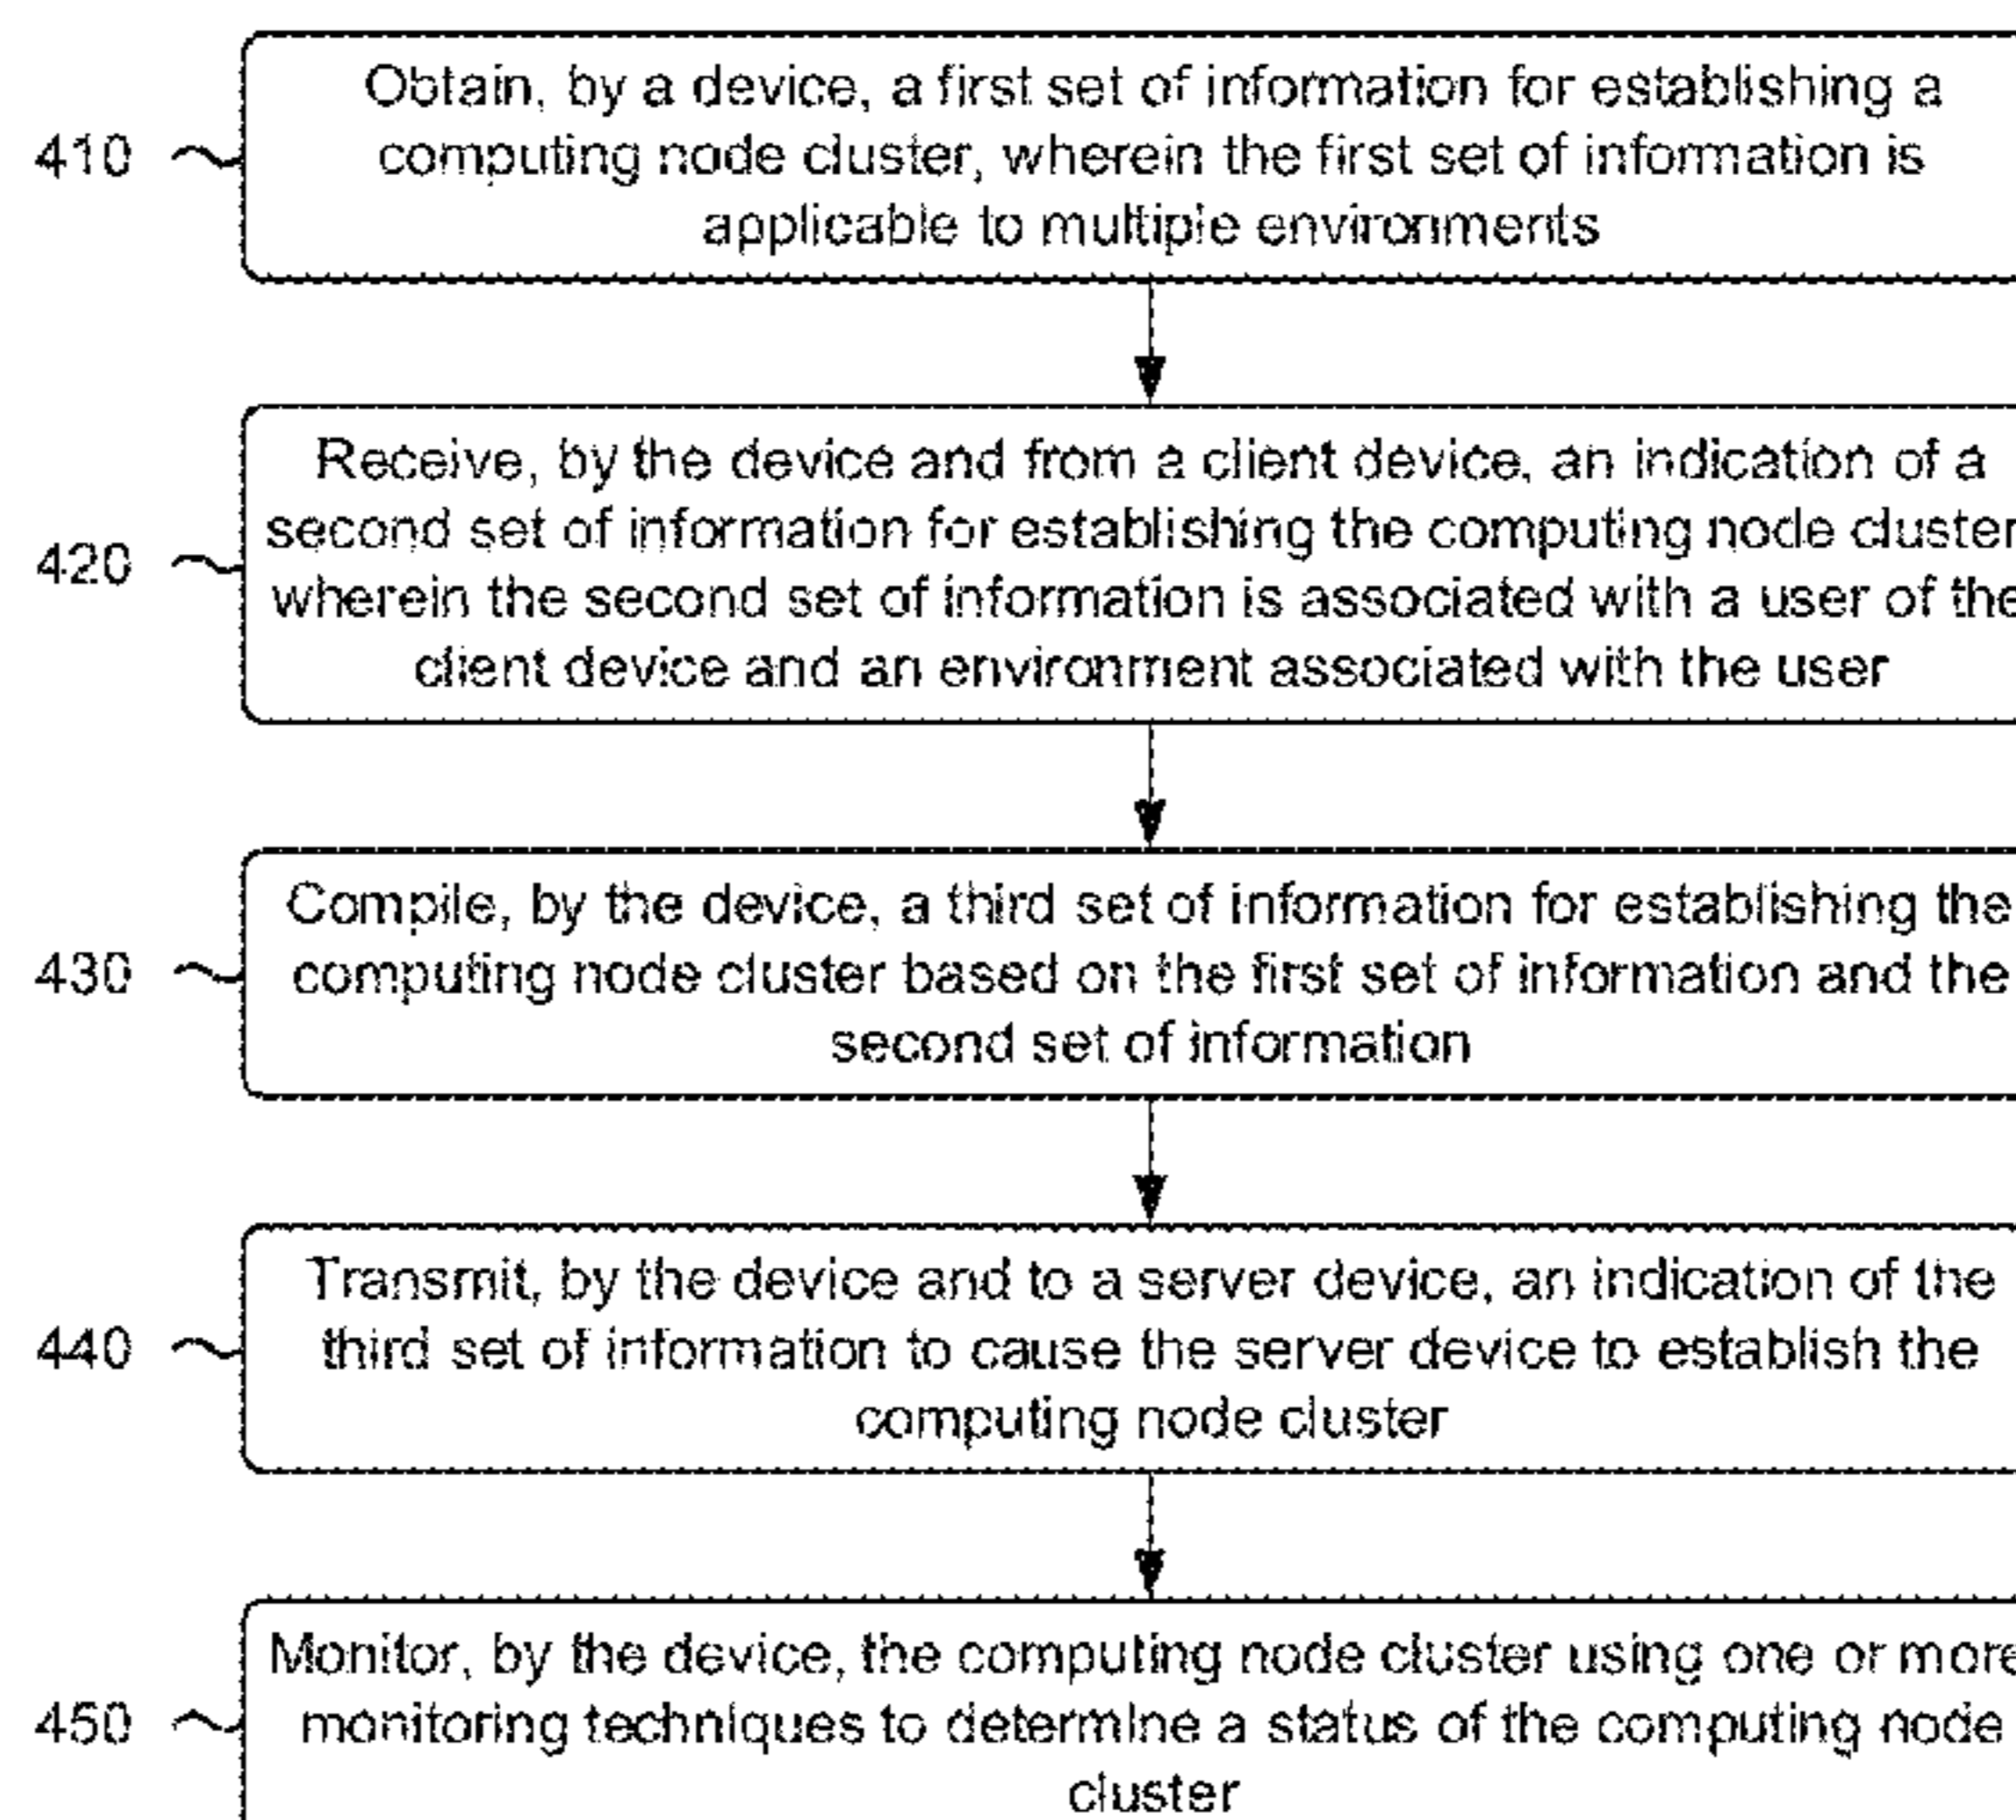 Obtain, by a device, a first set of information for establishing a
410 computing node cluster, wherein the first set of information is
applicable to multiple environments
Receive, by the device and from a client device, an indication of a
second set of information for establishing the computing node cluster
420
wherein the second set of information is associated with a user of the
client device and an environment associated with the user
Compile, by the device, a third set of information for establishing the
430 computing node cluster based on the first set of information and the
second set of information
Transmit, by the device and to a server device, an indication of the
440 third set of information to cause the server device to establish the
computing node cluster
Monitor, by the device, the computing node cluster using one or more
450 monitoring techniques to determine a status of the computing node
cluster